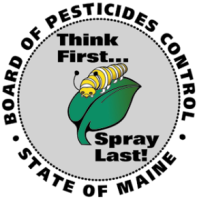 BOARD OF PESTICIDES CONTROL
Think
First...
Spray
Last!
• STATE OF MAINE •